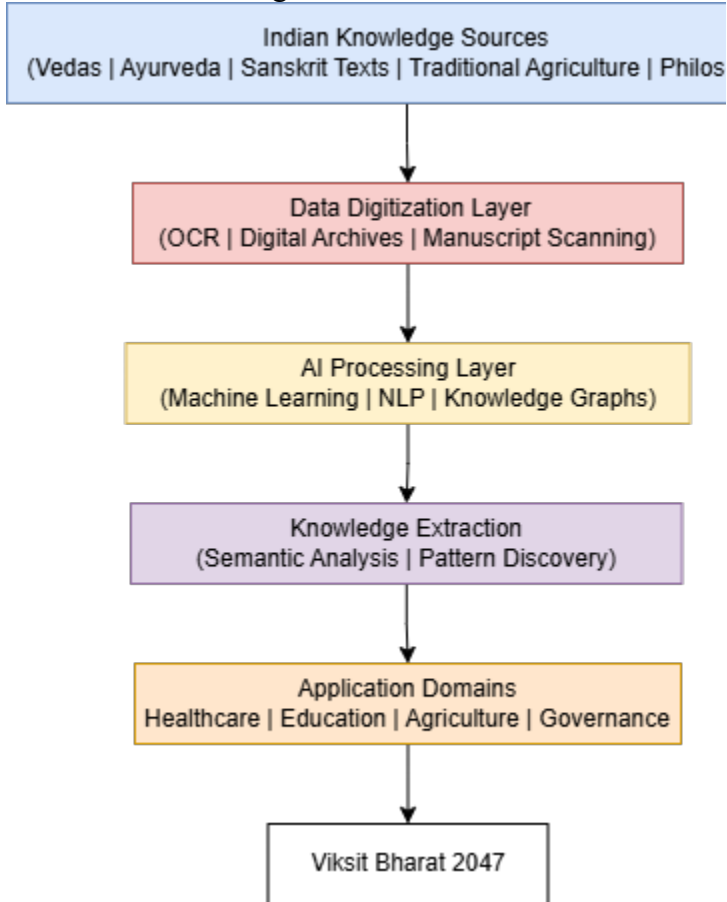 Indian Knowledge Sources
(Vedas | Ayurveda | Sanskrit Texts | Traditional Agriculture |
Data Digitization Layer
(OCR | Digital Archives | Manuscript Scanning)
AI Processing Layer
(Machine Learning | NLP | Knowledge Graphs)
Knowledge Extraction
(Semantic Analysis | Pattern Discovery)
Application Domains
Healthcare | Education | Agriculture | Governance
Viksit Bharat 2047